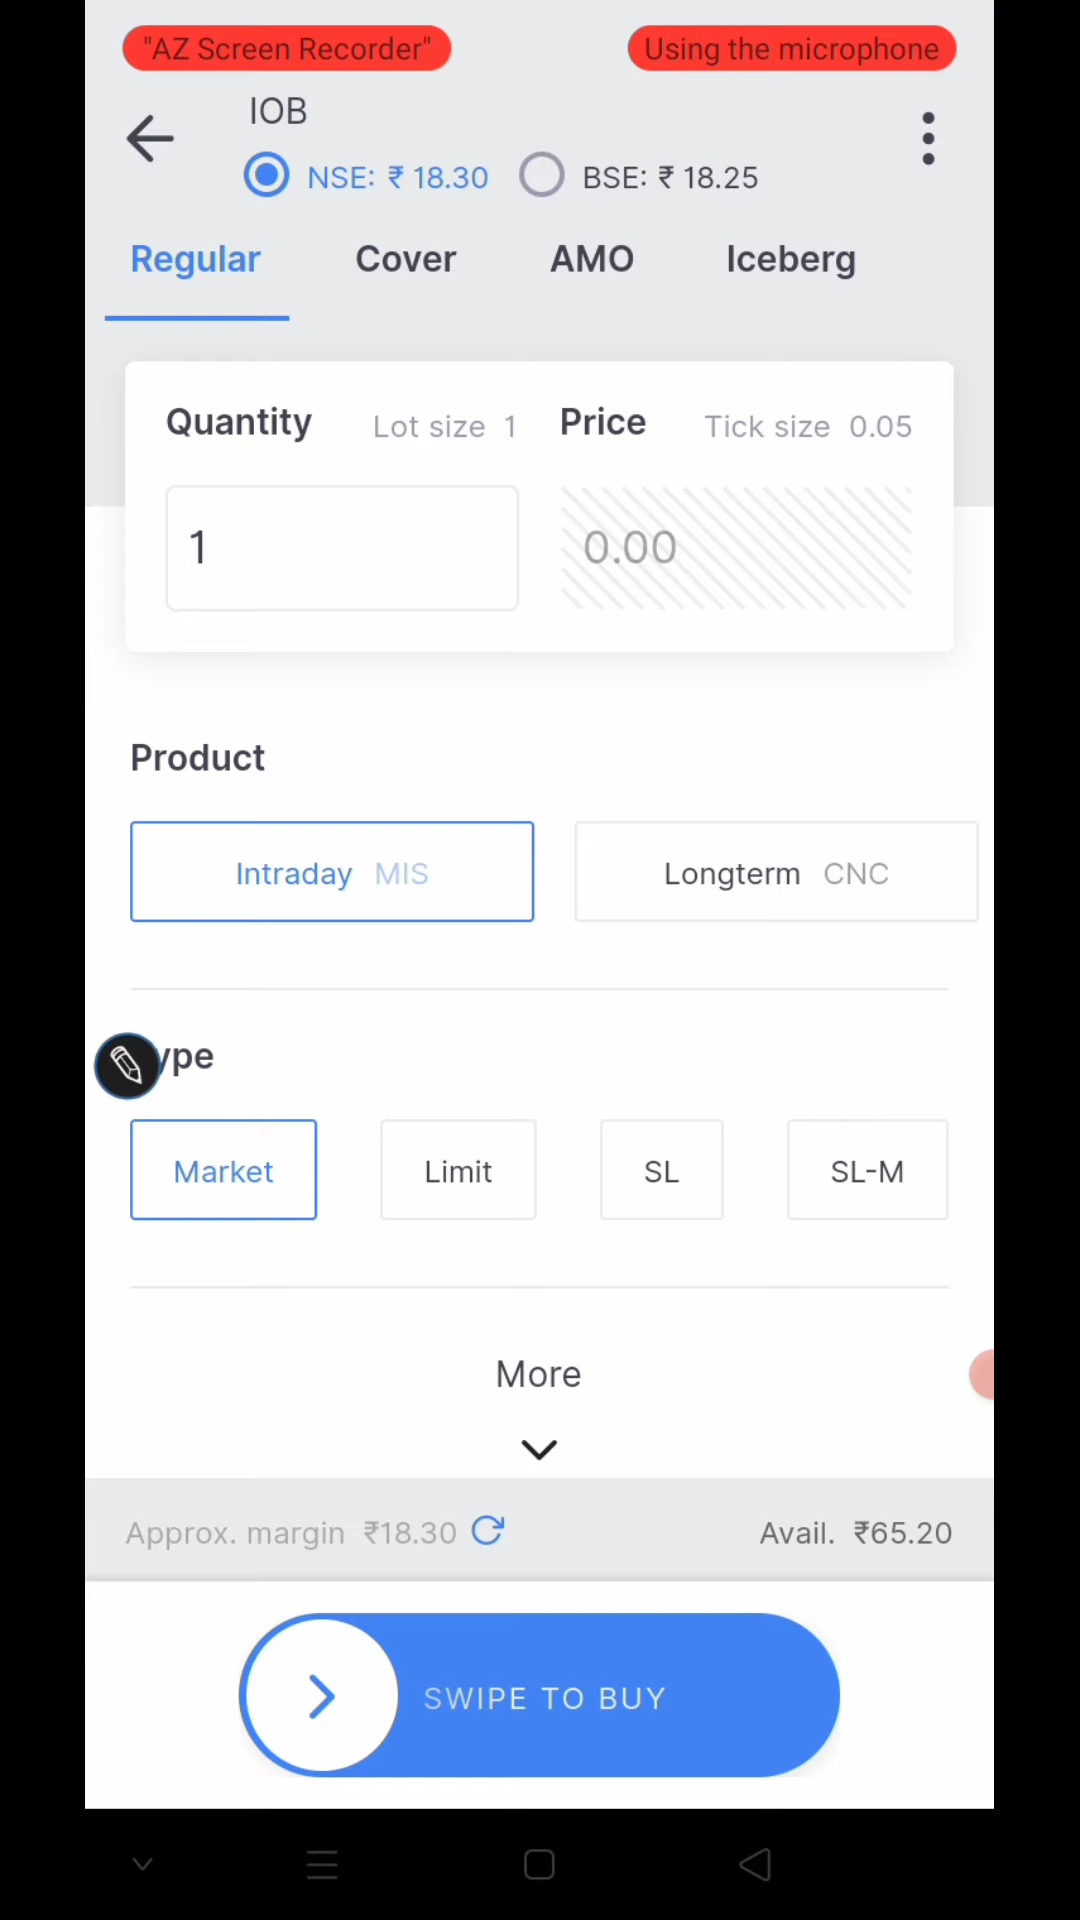 "AZ Screen Recorder" Using the microphone
IOB
NSE: ₹ 18.30 BSE: ₹ 18.25
Regular Cover AMO Iceberg
Quantity Lot size 1 Price Tick size 0.05
1 0.00
Product
Intraday MIS Longterm CNC
ype
Market Limit SL SL-M
More
Approx. margin ₹18.30 Avail. ₹65.20
SWIPE TO BUY